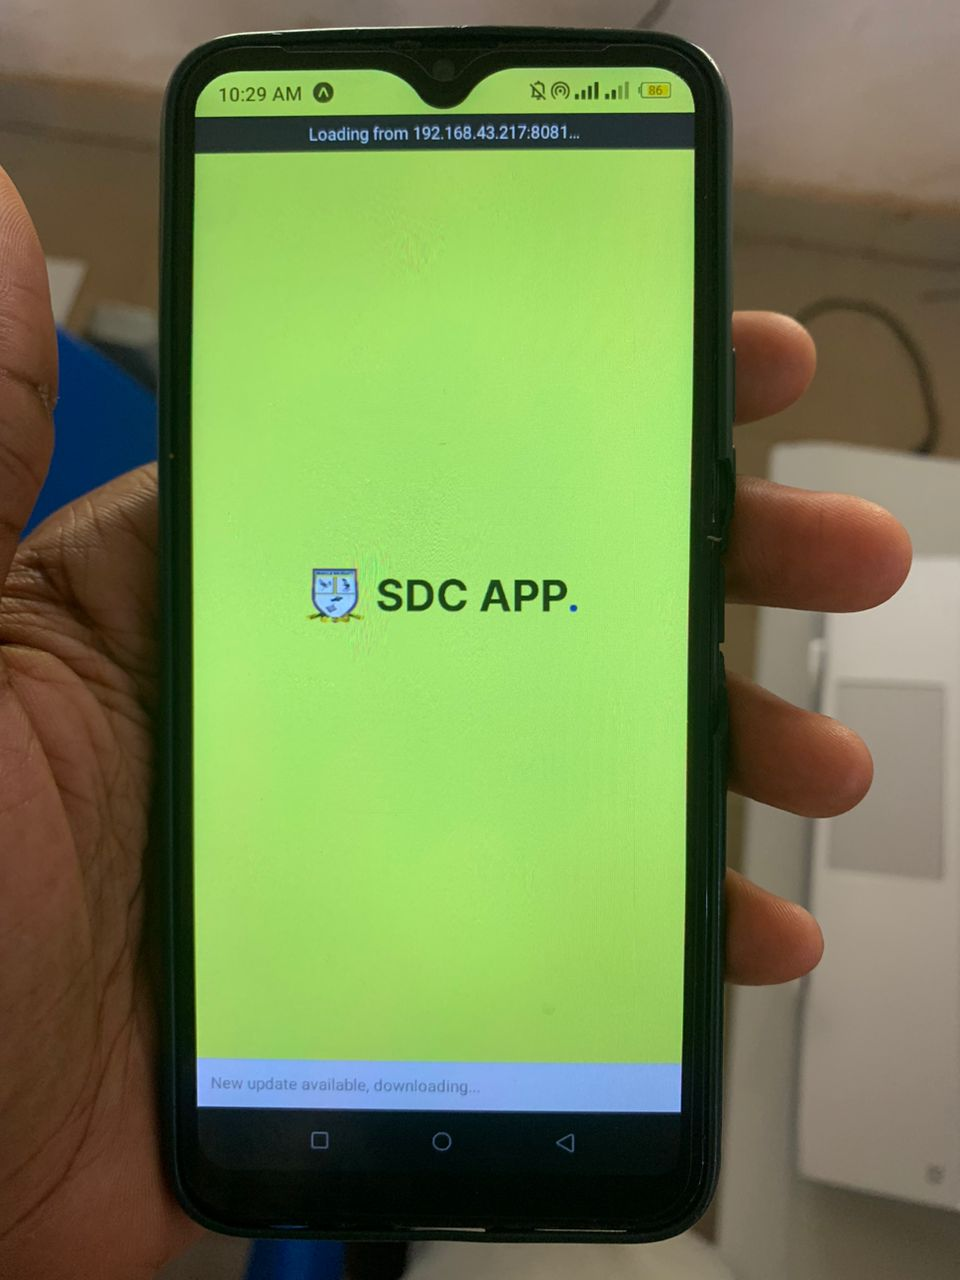 10:29 AM
86
Loading from 192.168.43.217:8081...
SDC APP.
New update available, downloading...